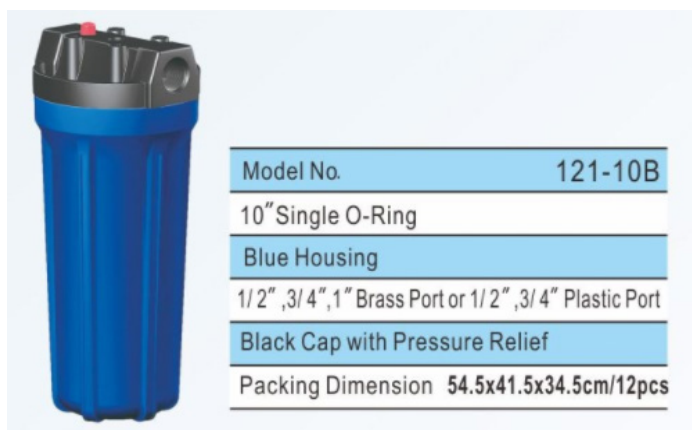 Model No. 121-10B
10″Single O-Ring
Blue Housing
1/2″ ,3/4″,1″Brass Port or 1/2″ ,3/4″ Plastic Port
Black Cap with Pressure Relief
Packing Dimension 54.5x41.5x34.5cm/12pcs